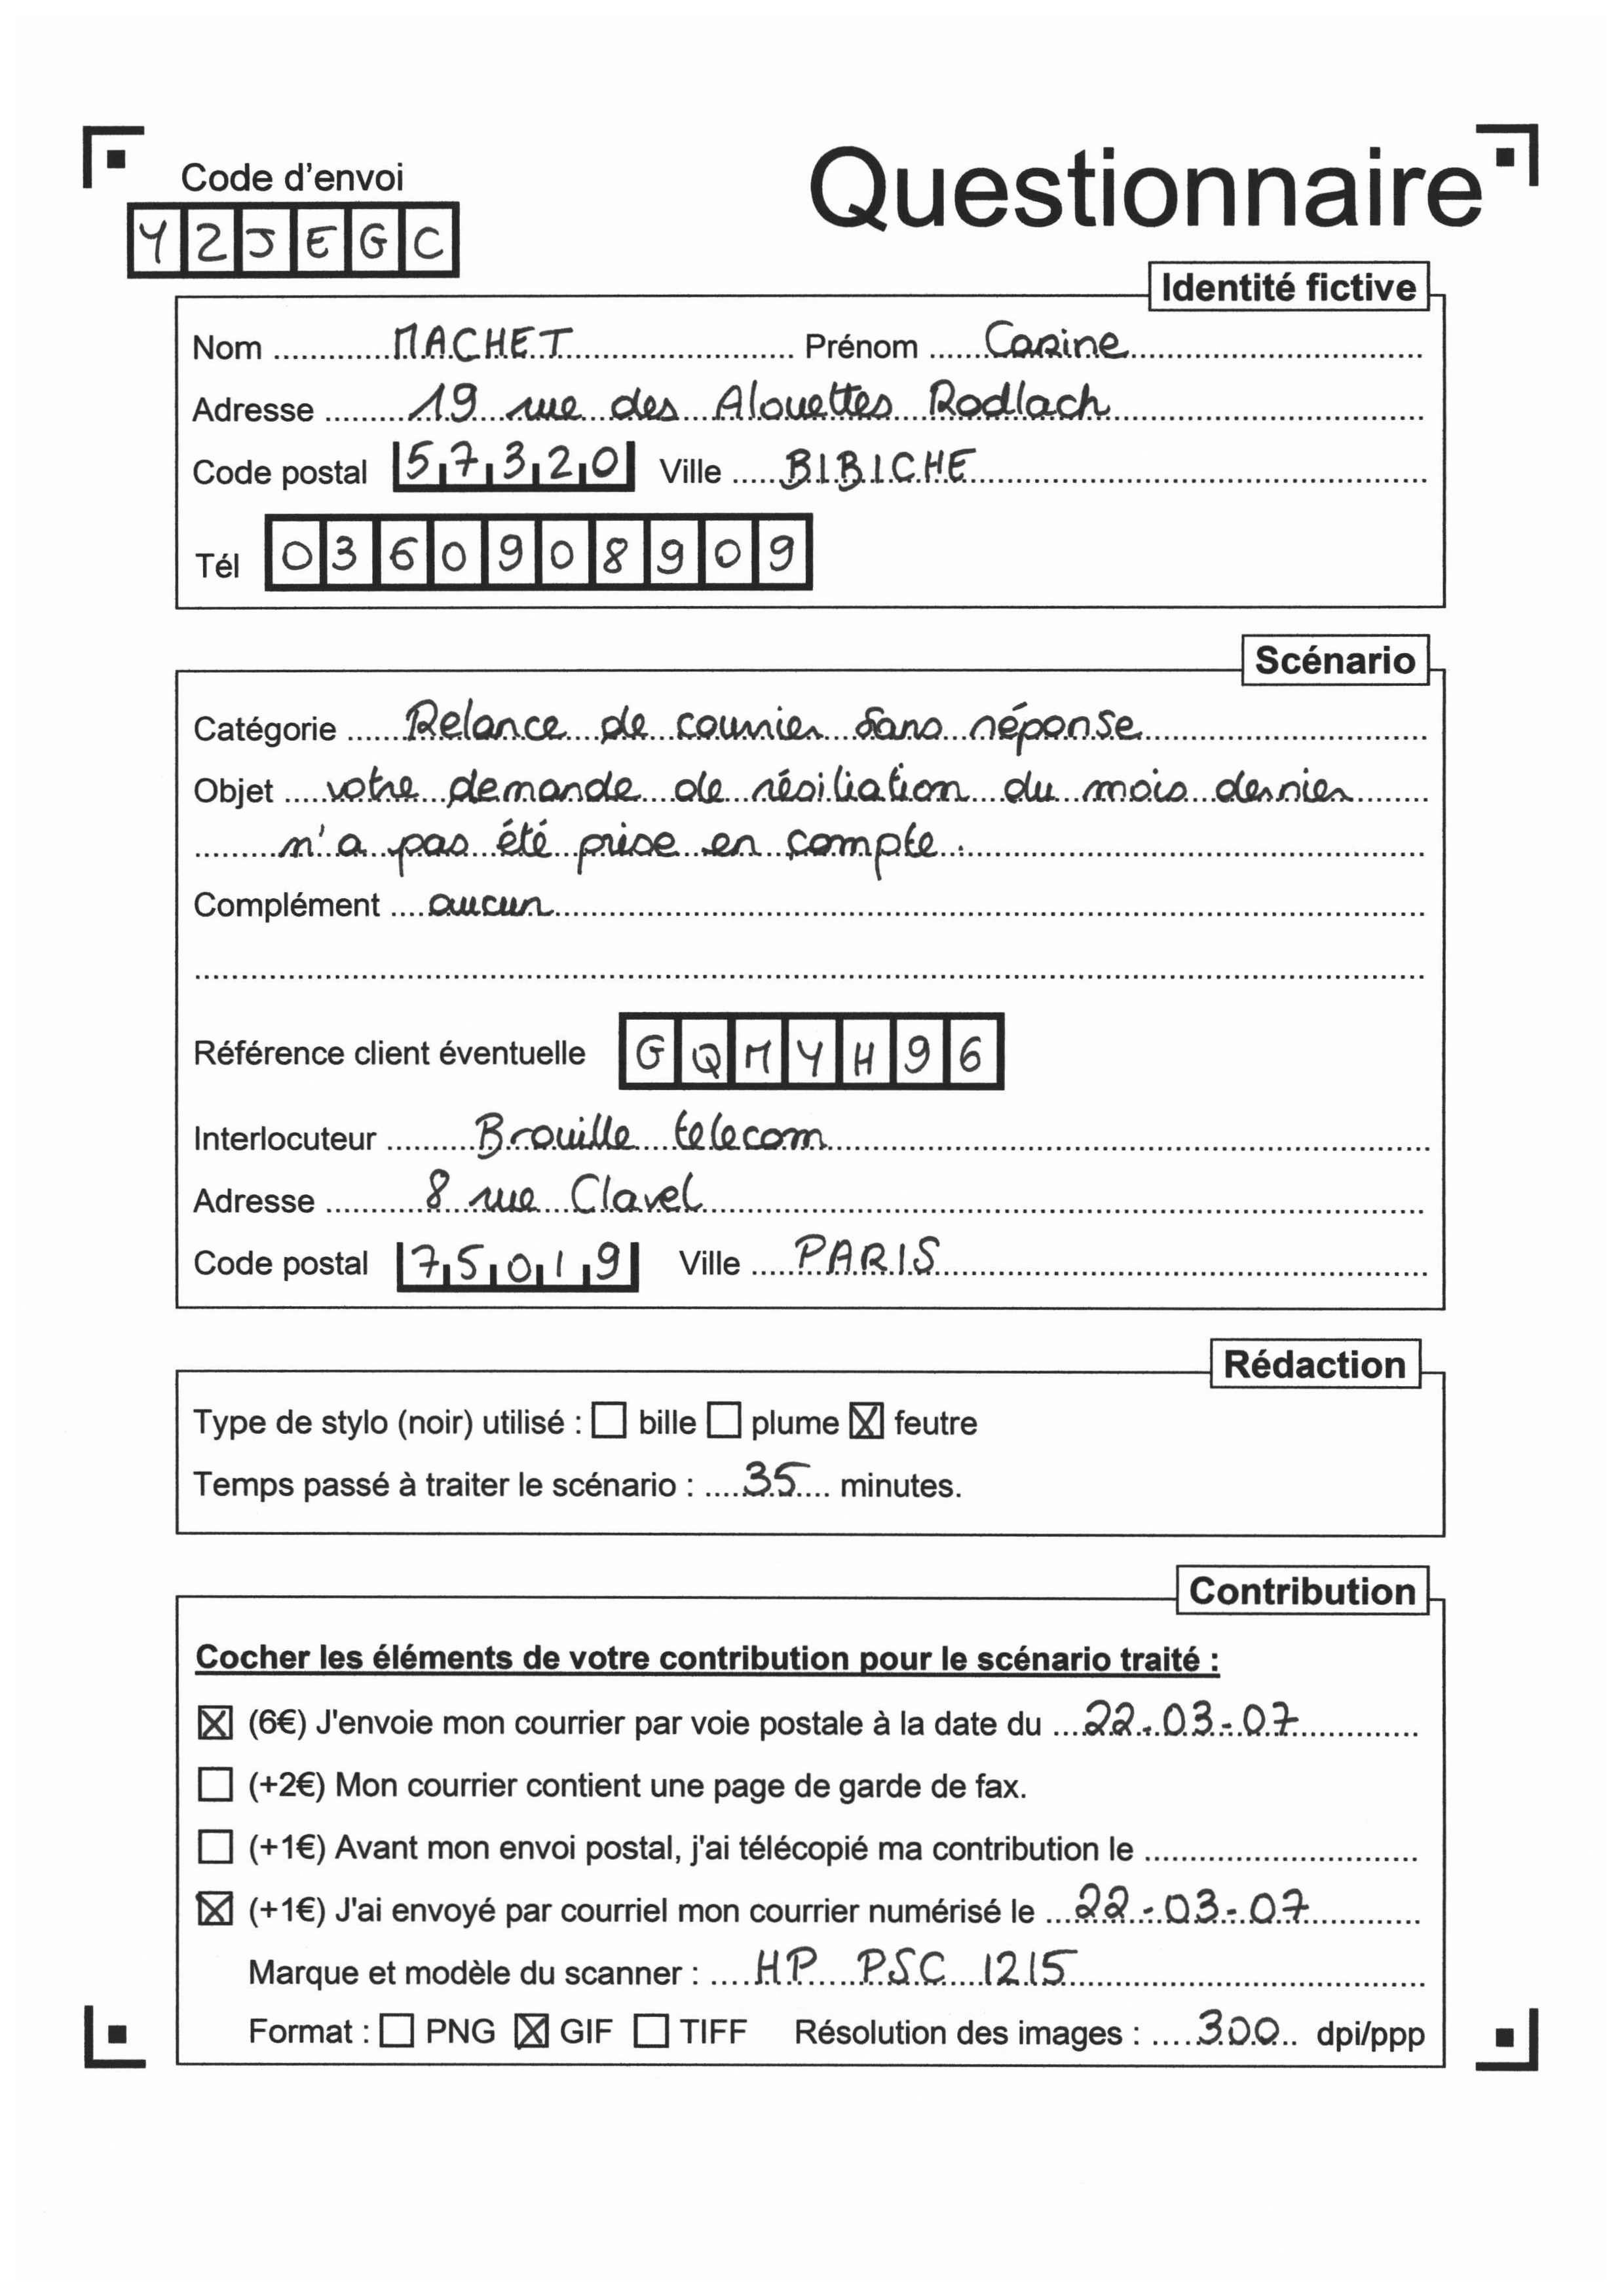 Code d'envoi
Questionnaire
Y2JEGC
Identité fictive
Nom ............MACHET.................... Prénom ......Carine..............................
Adresse .........19 rue des Alouettes Rodlach..............................
Code postal 57320 Ville .....BIBICHE..............................
Tél 0360908909
Scénario
Catégorie ......Relance de courrier sans réponse..............................
Objet ....votre demande de résiliation du mois dernier........
.........n'a pas été prise en compte...............................
Complément ....aucun..............................
Référence client éventuelle GQMYH96
Interlocuteur .........Brouille telecom..............................
Adresse ..........8 rue Clavel..............................
Code postal 75019 Ville .....PARIS..............................
Rédaction
Type de stylo (noir) utilisé : ☐ bille ☐ plume ☒ feutre
Temps passé à traiter le scénario : .....35.... minutes.
Contribution
Cocher les éléments de votre contribution pour le scénario traité :
☒ (6€) J'envoie mon courrier par voie postale à la date du ...22.03-07............
☐ (+2€) Mon courrier contient une page de garde de fax.
☐ (+1€) Avant mon envoi postal, j'ai télécopié ma contribution le ..............................
☒ (+1€) J'ai envoyé par courriel mon courrier numérisé le ...22-03-07............
Marque et modèle du scanner : ....HP PSC 1215..............................
Format : ☐ PNG ☒ GIF ☐ TIFF Résolution des images : ....300.. dpi/ppp